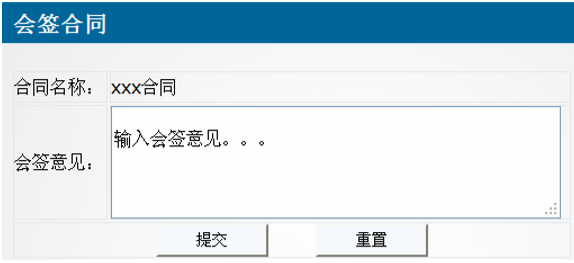 会签合同
合同名称： xxx合同
会签意见：
输入会签意见。。。
提交 重置